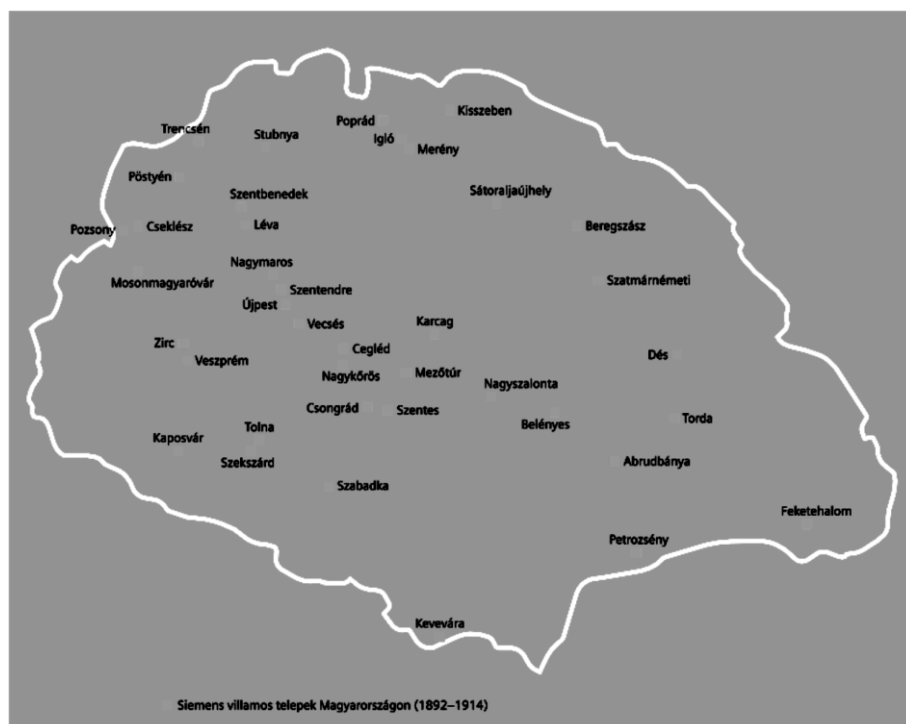 Kisszeben
Poprád
Trencsén
Stubnya
Igló
Merény
Pöstyén
Szentbenedek
Sátoraljaújhely
Pozsony
Cseklész
Léva
Beregszász
Nagymaros
Mosonmagyaróvár
Szentendre
Szatmárnémeti
Újpest
Vecsés
Karcag
Zirc
Cegléd
Dés
Veszprém
Nagykőrös
Mezőtúr
Nagyszalonta
Csongrád
Szentes
Torda
Belényes
Tolna
Kaposvár
Szekszárd
Abrudbánya
Szabadka
Feketehalom
Petrozsény
Kevevára
Siemens villamos telepek Magyarországon (1892–1914)